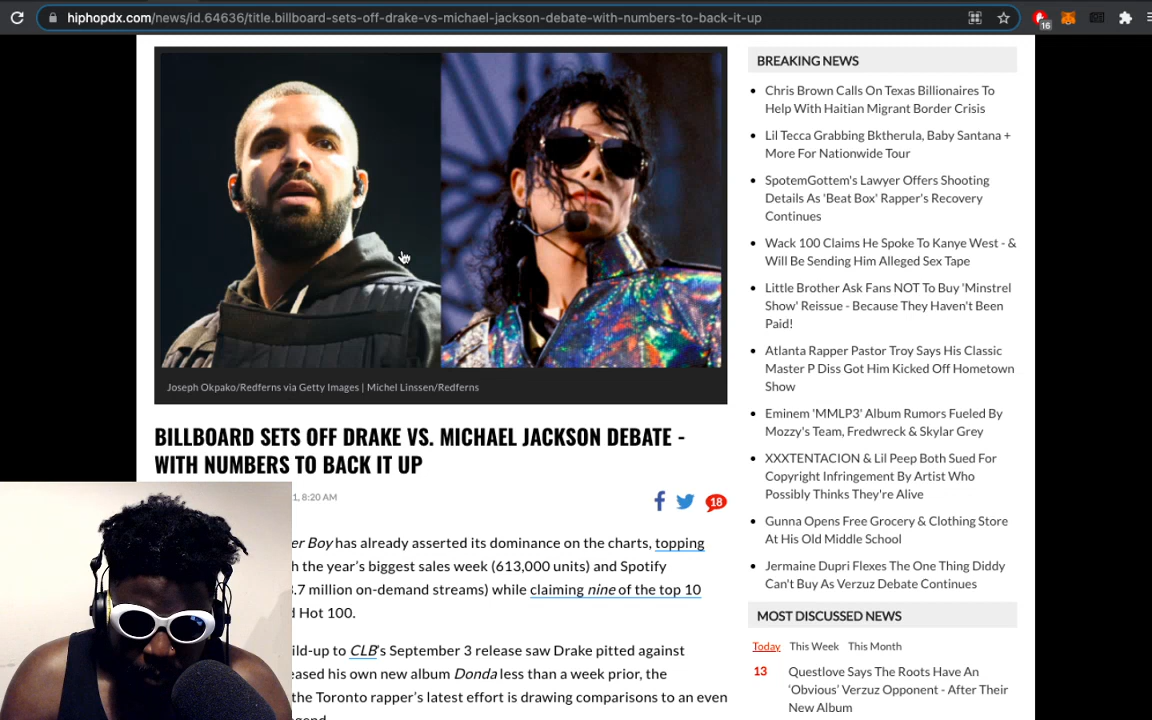 hiphopdx.com/news/id.64636/title.billboard-sets-off-drake-vs-michael-jackson-debate-with-numbers-to-back-it-up
16
Joseph Okpako/Redferns via Getty Images | Michel Linssen/Redferns
BILLBOARD SETS OFF DRAKE VS. MICHAEL JACKSON DEBATE -
WITH NUMBERS TO BACK IT UP
1, 8:20 AM
18
er Boy has already asserted its dominance on the charts, topping
h the year's biggest sales week (613,000 units) and Spotify
.7 million on-demand streams) while claiming nine of the top 10
d Hot 100.
ild-up to CLB's September 3 release saw Drake pitted against
eased his own new album Donda less than a week prior, the
the Toronto rapper's latest effort is drawing comparisons to an even
BREAKING NEWS
Chris Brown Calls On Texas Billionaires To
Help With Haitian Migrant Border Crisis
Lil Tecca Grabbing Bktherula, Baby Santana +
More For Nationwide Tour
SpotemGottem's Lawyer Offers Shooting
Details As 'Beat Box' Rapper's Recovery
Continues
Wack 100 Claims He Spoke To Kanye West - &
Will Be Sending Him Alleged Sex Tape
Little Brother Ask Fans NOT To Buy 'Minstrel
Show' Reissue - Because They Haven't Been
Paid!
Atlanta Rapper Pastor Troy Says His Classic
Master P Diss Got Him Kicked Off Hometown
Show
Eminem 'MMLP3' Album Rumors Fueled By
Mozzy's Team, Fredwreck & Skylar Grey
XXXTENTACION & Lil Peep Both Sued For
Copyright Infringement By Artist Who
Possibly Thinks They're Alive
Gunna Opens Free Grocery & Clothing Store
At His Old Middle School
Jermaine Dupri Flexes The One Thing Diddy
Can't Buy As Verzuz Debate Continues
MOST DISCUSSED NEWS
Today This Week This Month
13
Questlove Says The Roots Have An
'Obvious' Verzuz Opponent - After Their
New Album